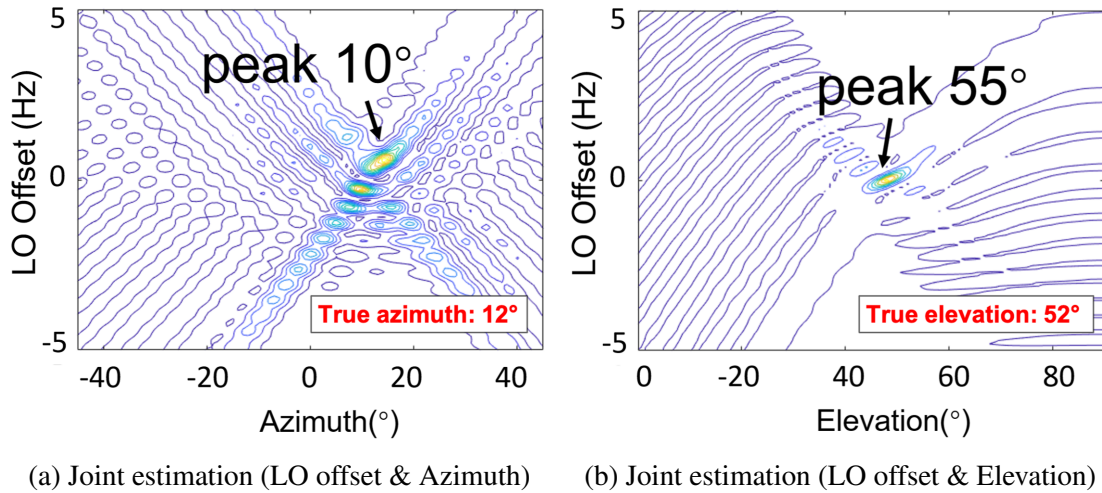 5
0
-5
LO Offset (Hz)
peak 10°
True azimuth: 12°
-40 -20 0 20 40
Azimuth(°)
(a) Joint estimation (LO offset & Azimuth)
5
0
-5
LO Offset (Hz)
peak 55°
True elevation: 52°
0 -20 40 60 80
Elevation(°)
(b) Joint estimation (LO offset & Elevation)